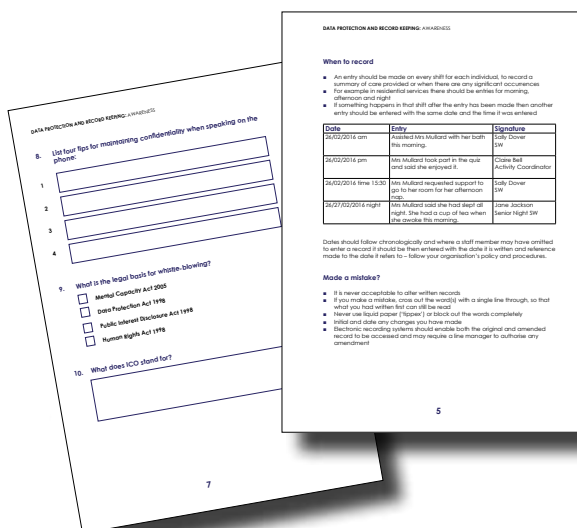 DATA PROTECTION AND RECORD KEEPING: AWARENESS
8. List four tips for maintaining confidentiality when speaking on the
phone:
1
2
3
4
9. What is the legal basis for whistle-blowing?
Mental Capacity Act 2005
Data Protection Act 1998
Public Interest Disclosure Act 1998
Human Rights Act 1998
10. What does ICO stand for?
7
DATA PROTECTION AND RECORD KEEPING: AWARENESS
When to record
■ An entry should be made on every shift for each individual, to record a
summary of care provided or when there are any significant occurrences
■ For example in residential services there should be entries for morning,
afternoon and night
■ If something happens in that shift after the entry has been made then another
entry should be entered with the same date and the time it was entered
Date Entry Signature
26/02/2016 am Assisted Mrs Mullard with her bath Sally Dover
this morning. SW
26/02/2016 pm Mrs Mullard took part in the quiz Claire Bell
and said she enjoyed it. Activity Coordinator
26/02/2016 time 15:30 Mrs Mullard requested support to Sally Dover
go to her room for her afternoon SW
nap.
26/27/02/2016 night Mrs Mullard said she had slept all Jane Jackson
night. She had a cup of tea when Senior Night SW
she awoke this morning.
Dates should follow chronologically and where a staff member may have omitted
to enter a record it should be then entered with the date it is written and reference
made to the date it refers to – follow your organisation's policy and procedures.
Made a mistake?
■ It is never acceptable to alter written records
■ If you make a mistake, cross out the word(s) with a single line through, so that
what you had written first can still be read
■ Never use liquid paper ('tippex') or block out the words completely
■ Initial and date any changes you have made
■ Electronic recording systems should enable both the original and amended
record to be accessed and may require a line manager to authorise any
amendment
5